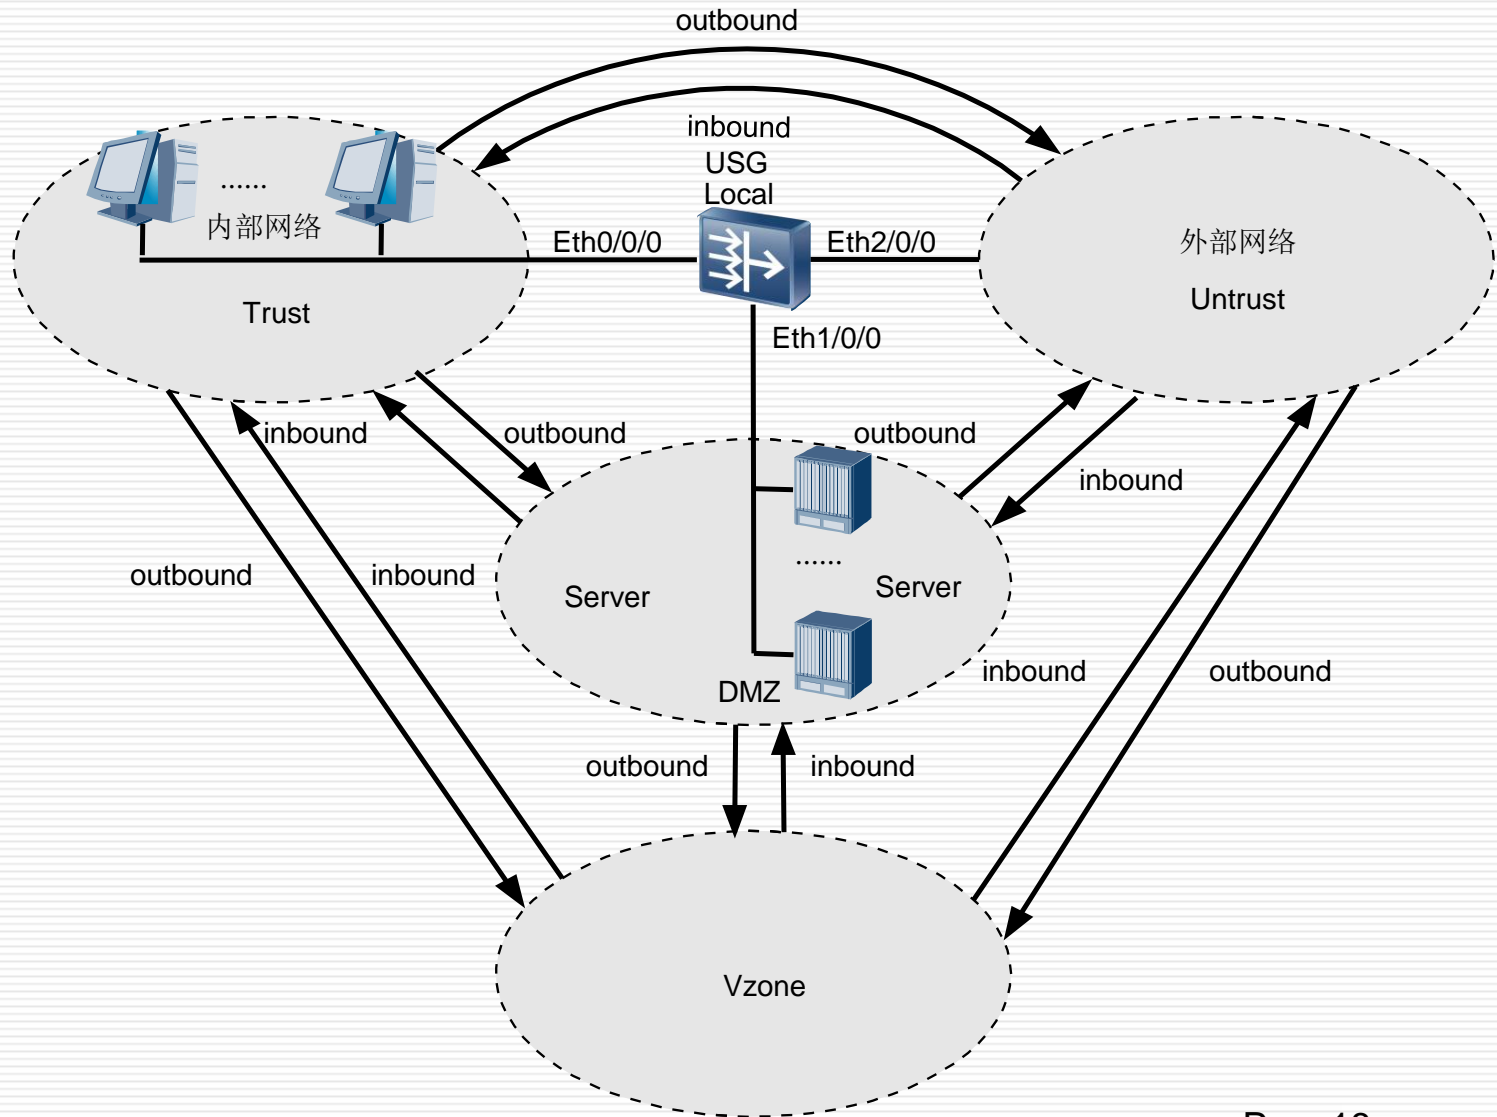 outbound
inbound
USG
Local
......
内部网络
Eth0/0/0
Eth2/0/0
外部网络
Trust
Untrust
Eth1/0/0
inbound
outbound
outbound
inbound
outbound
inbound
......
Server
Server
DMZ
inbound
outbound
outbound
inbound
Vzone